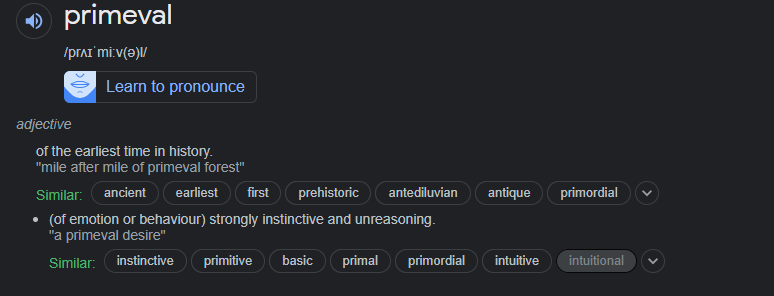 primeval
/prʌɪˈmiːv(ə)l/
Learn to pronounce
adjective
of the earliest time in history.
"mile after mile of primeval forest"
Similar: ancient earliest first prehistoric antediluvian antique primordial
(of emotion or behaviour) strongly instinctive and unreasoning.
"a primeval desire"
Similar: instinctive primitive basic primal primordial intuitive intuitional